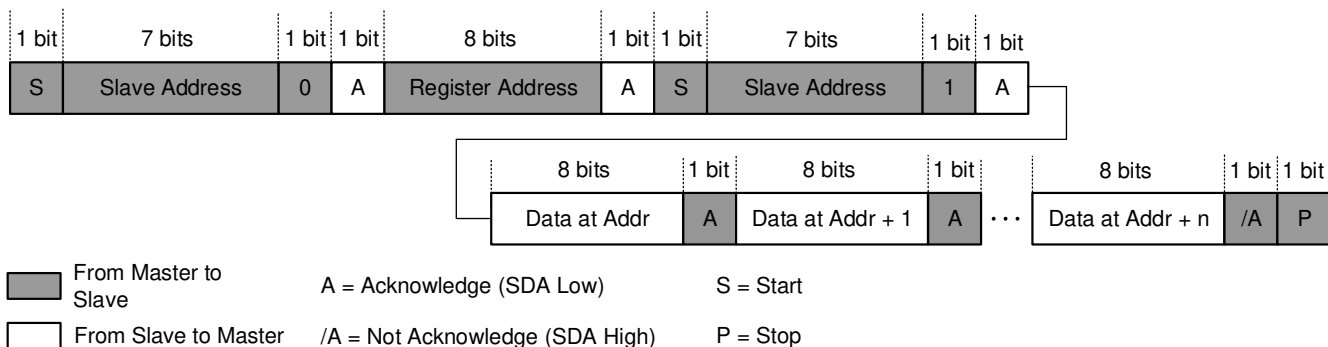 1 bit 7 bits 1 bit 1 bit 8 bits 1 bit 1 bit 7 bits 1 bit 1 bit
S Slave Address 0 A Register Address A S Slave Address 1 A
8 bits 1 bit 8 bits 1 bit 8 bits 1 bit 1 bit
Data at Addr A Data at Addr + 1 A ... Data at Addr + n /A P
From Master to
Slave
A = Acknowledge (SDA Low) S = Start
From Slave to Master /A = Not Acknowledge (SDA High) P = Stop